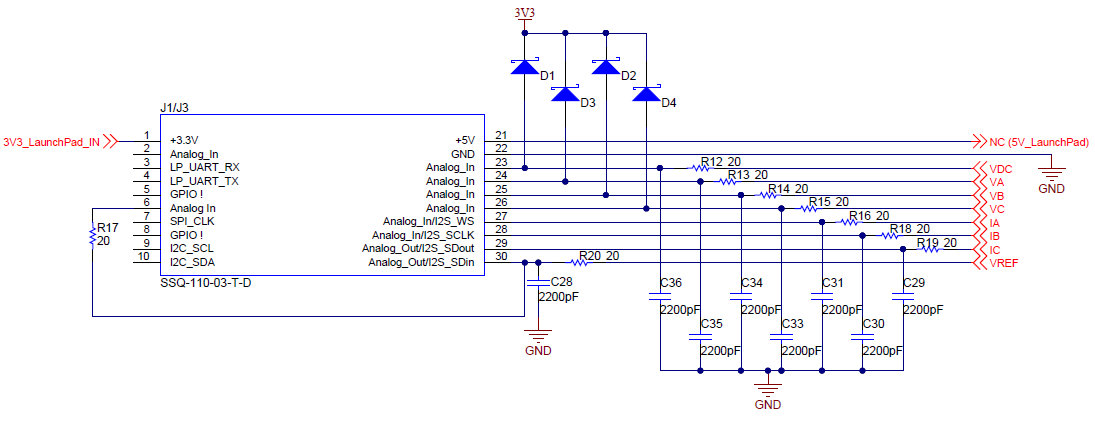 3V3
D1
D2
D3
D4
J1/J3
3V3_LaunchPad_IN
1 +3.3V +5V 21 NC (5V_LaunchPad)
2 Analog_In GND 22
3 LP_UART_RX Analog_In 23 R12 20 VDC
4 LP_UART_TX Analog_In 24 R13 20 VA
5 GPIO ! Analog_In 25 R14 20 VB
6 Analog In Analog_In 26 R15 20 VC
7 SPI_CLK Analog_In/I2S_WS 27 R16 20 IA
8 GPIO ! Analog_In/I2S_SCLK 28 R18 20 IB
9 I2C_SCL Analog_Out/I2S_SDout 29 R19 20 IC
10 I2C_SDA Analog_Out/I2S_SDin 30 R20 20 VREF
GND
R17
20
SSQ-110-03-T-D
C28
2200pF
GND
C36
2200pF
C34
2200pF
C31
2200pF
C29
2200pF
C35
2200pF
C33
2200pF
C30
2200pF
GND